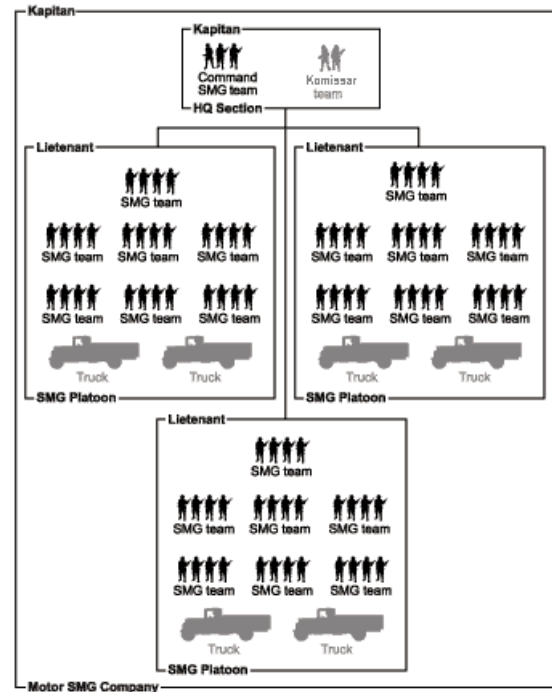 Kapitan
Kapitan
Command
SMG team
Komissar
team
HQ Section
Lietenant
SMG team
SMG team SMG team SMG team
SMG team SMG team SMG team
Truck Truck
SMG Platoon
Lietenant
SMG team
SMG team SMG team SMG team
SMG team SMG team SMG team
Truck Truck
SMG Platoon
Lietenant
SMG team
SMG team SMG team SMG team
SMG team SMG team SMG team
Truck Truck
SMG Platoon
Motor SMG Company